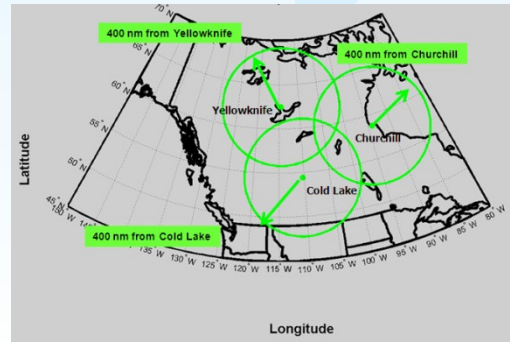 70° N
400 nm from Yellowknife
400 nm from Churchill
65° N
60° N
Yellowknife
55° N
Churchill
50° N
Cold Lake
45° N
150° W
400 nm from Cold Lake
135° W
130° W
125° W
120° W
115° W
110° W
105° W
100° W
95° W
90° W
85° W
80° W
Latitude
Longitude